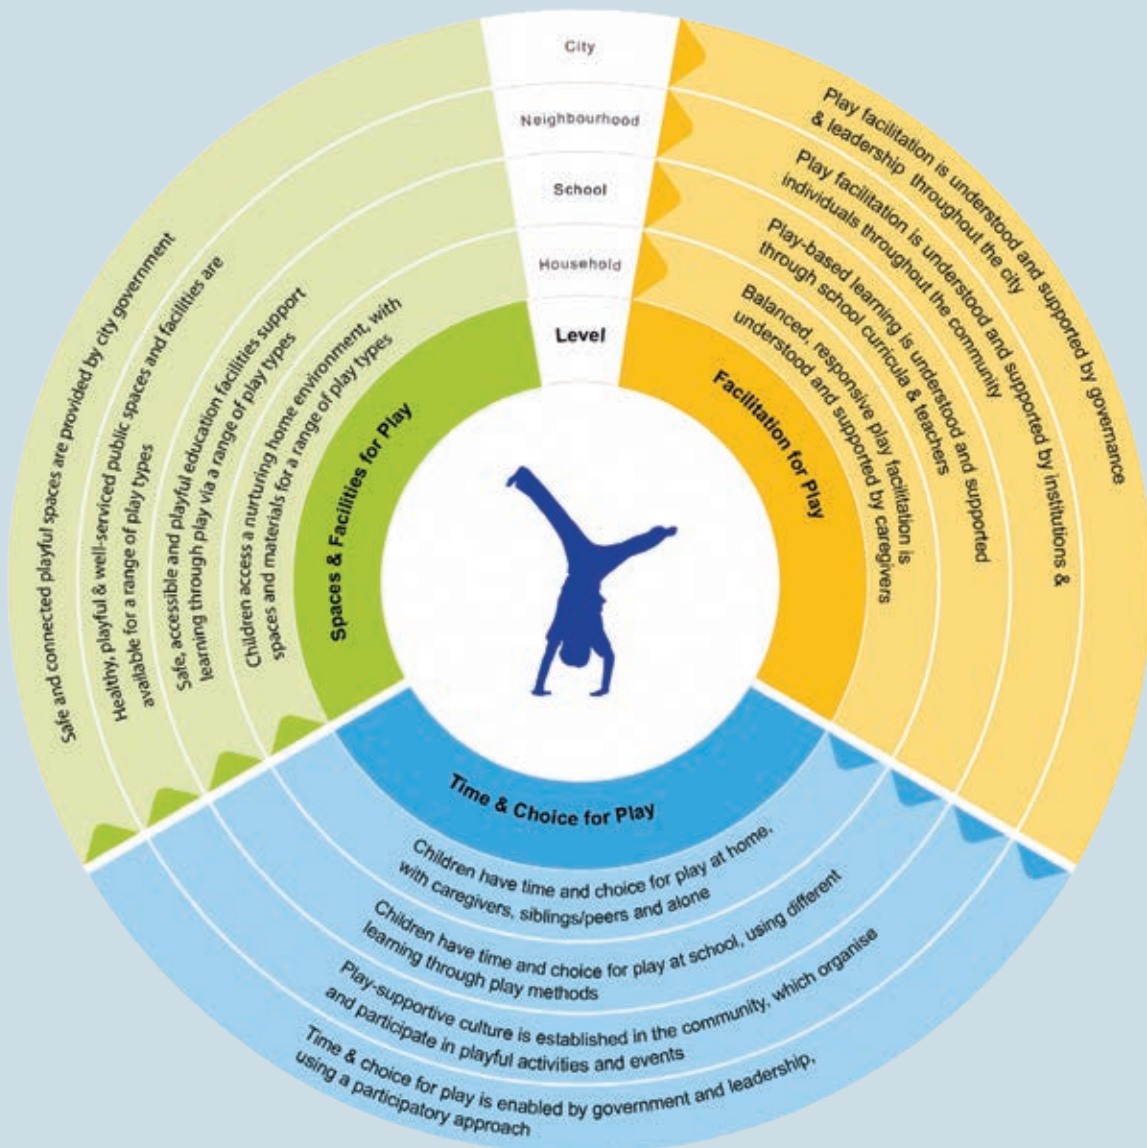 City
Neighbourhood
School
Household
Level
Facilitation for Play
Play facilitation is understood and supported by governance
& leadership throughout the city
Play facilitation is understood and supported by institutions &
individuals throughout the community
Play-based learning is understood and supported
through school curricula & teachers
Balanced, responsive play facilitation is
understood and supported by caregivers
Time & Choice for Play
Children have time and choice for play at home,
with caregivers, siblings/peers and alone
Children have time and choice for play at school, using different
learning through play methods
Play-supportive culture is established in the community, which organise
and participate in playful activities and events
Time & choice for play is enabled by government and leadership,
using a participatory approach
Spaces & Facilities for Play
Safe and connected playful spaces are provided by city government
Healthy, playful & well-serviced public spaces and facilities are
available for a range of play types
Safe, accessible and playful education facilities support
learning through play via a range of play types
Children access a nurturing home environment, with
spaces and materials for a range of play types